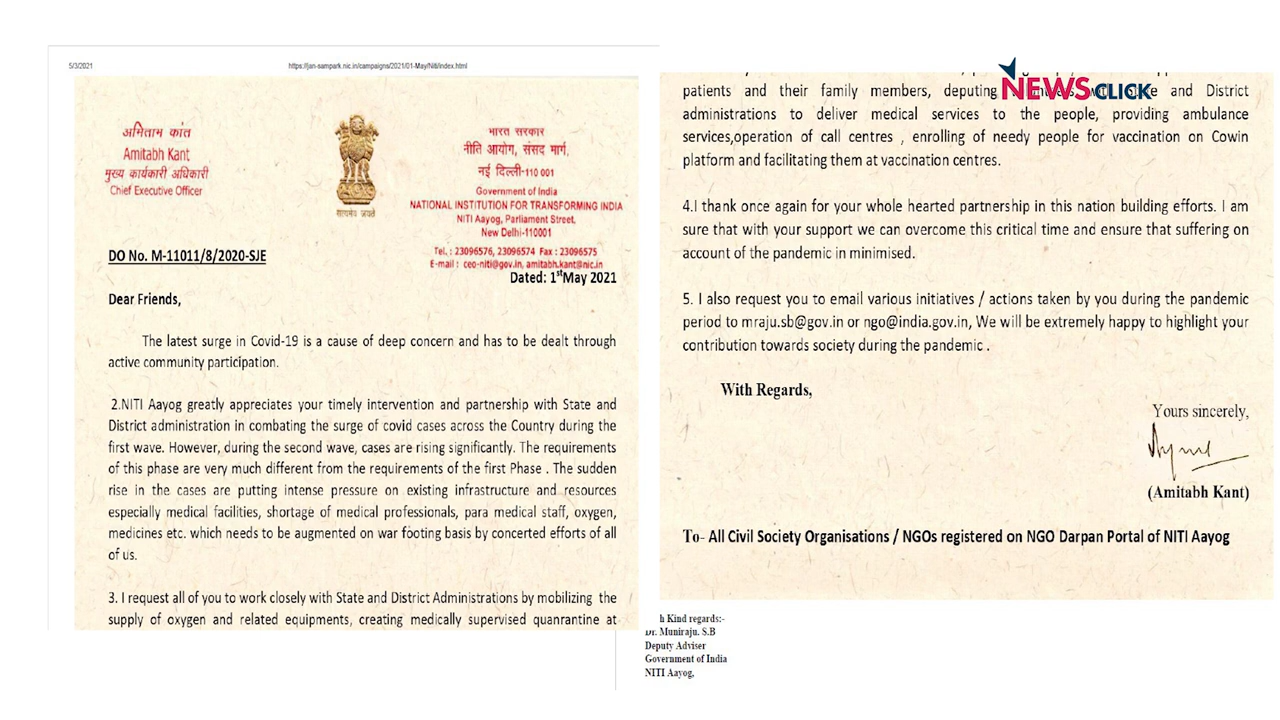 5/3/2021
https://jan-sampark.nic.in/campaigns/2021/01-May/Niti/index.html
अमिताभ कांत
Amitabh Kant
मुख्य कार्यकारी अधिकारी
Chief Executive Officer
सत्यमेव जयते
भारत सरकार
नीति आयोग, संसद मार्ग,
नई दिल्ली-110 001
Government of India
NATIONAL INSTITUTION FOR TRANSFORMING INDIA
NITI Aayog, Parliament Street,
New Delhi-110001
Tel. : 23096576, 23096574 Fax : 23096575
E-mail : ceo-niti@gov.in, amitabh.kant@nic.in
DO No. M-11011/8/2020-SJE
Dated: 1st May 2021
Dear Friends,
The latest surge in Covid-19 is a cause of deep concern and has to be dealt through
active community participation.
2.NITI Aayog greatly appreciates your timely intervention and partnership with State and
District administration in combating the surge of covid cases across the Country during the
first wave. However, during the second wave, cases are rising significantly. The requirements
of this phase are very much different from the requirements of the first Phase . The sudden
rise in the cases are putting intense pressure on existing infrastructure and resources
especially medical facilities, shortage of medical professionals, para medical staff, oxygen,
medicines etc. which needs to be augmented on war footing basis by concerted efforts of all
of us.
3. I request all of you to work closely with State and District Administrations by mobilizing the
supply of oxygen and related equipments, creating medically supervised quanrantine at
NEWSCLICK
patients and their family members, deputing State and District
administrations to deliver medical services to the people, providing ambulance
services,operation of call centres , enrolling of needy people for vaccination on Cowin
platform and facilitating them at vaccination centres.
4.I thank once again for your whole hearted partnership in this nation building efforts. I am
sure that with your support we can overcome this critical time and ensure that suffering on
account of the pandemic in minimised.
5. I also request you to email various initiatives / actions taken by you during the pandemic
period to mraju.sb@gov.in or ngo@india.gov.in, We will be extremely happy to highlight your
contribution towards society during the pandemic .
With Regards,
Yours sincerely,
(Amitabh Kant)
To- All Civil Society Organisations / NGOs registered on NGO Darpan Portal of NITI Aayog
h Kind regards:-
Dr. Muniraju. S.B
Deputy Adviser
Government of India
NITI Aayog,